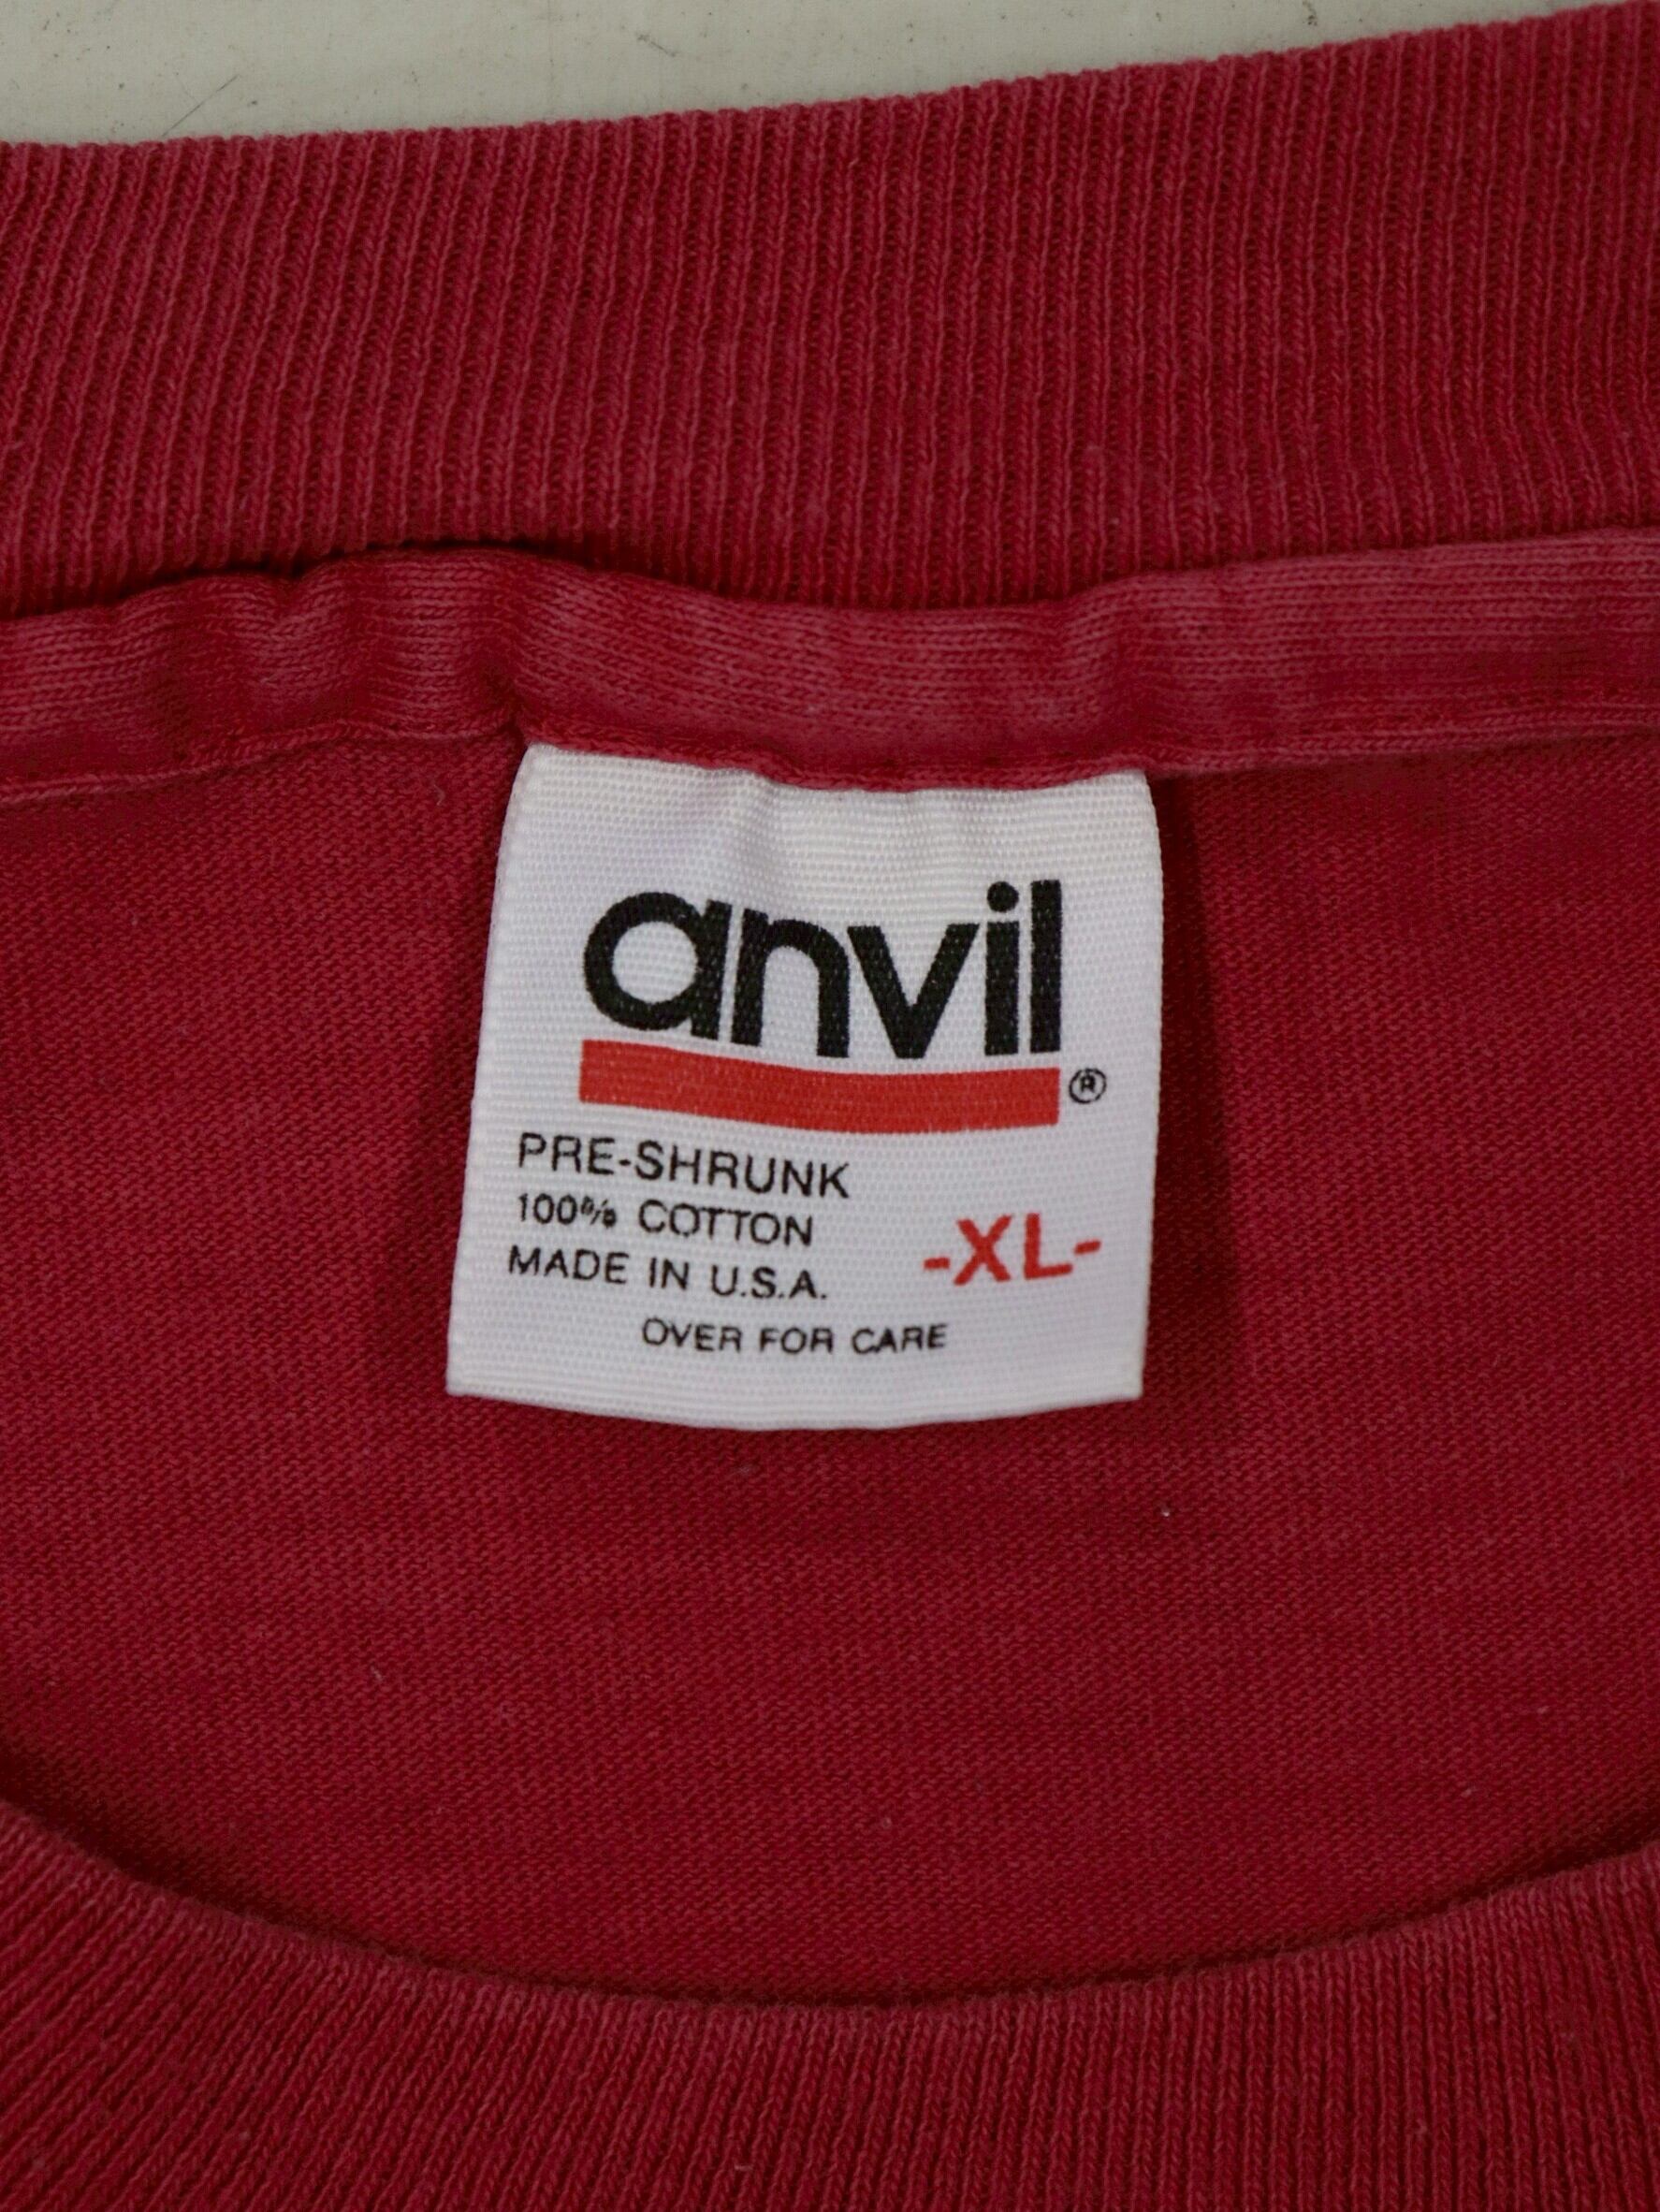 anvil®
PRE-SHRUNK
100% COTTON
MADE IN U.S.A.
-XL-
OVER FOR CARE